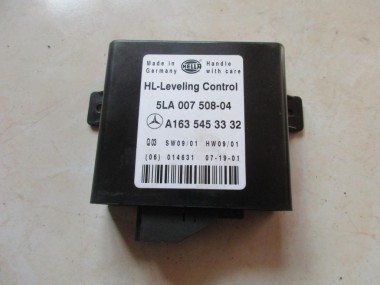 Made in Germany HELLA Handle with care
HL-Leveling Control
5LA 007 508-04
A163 545 33 32
Q03 SW09/01 HW09/01
(06) 014631 07-19-01